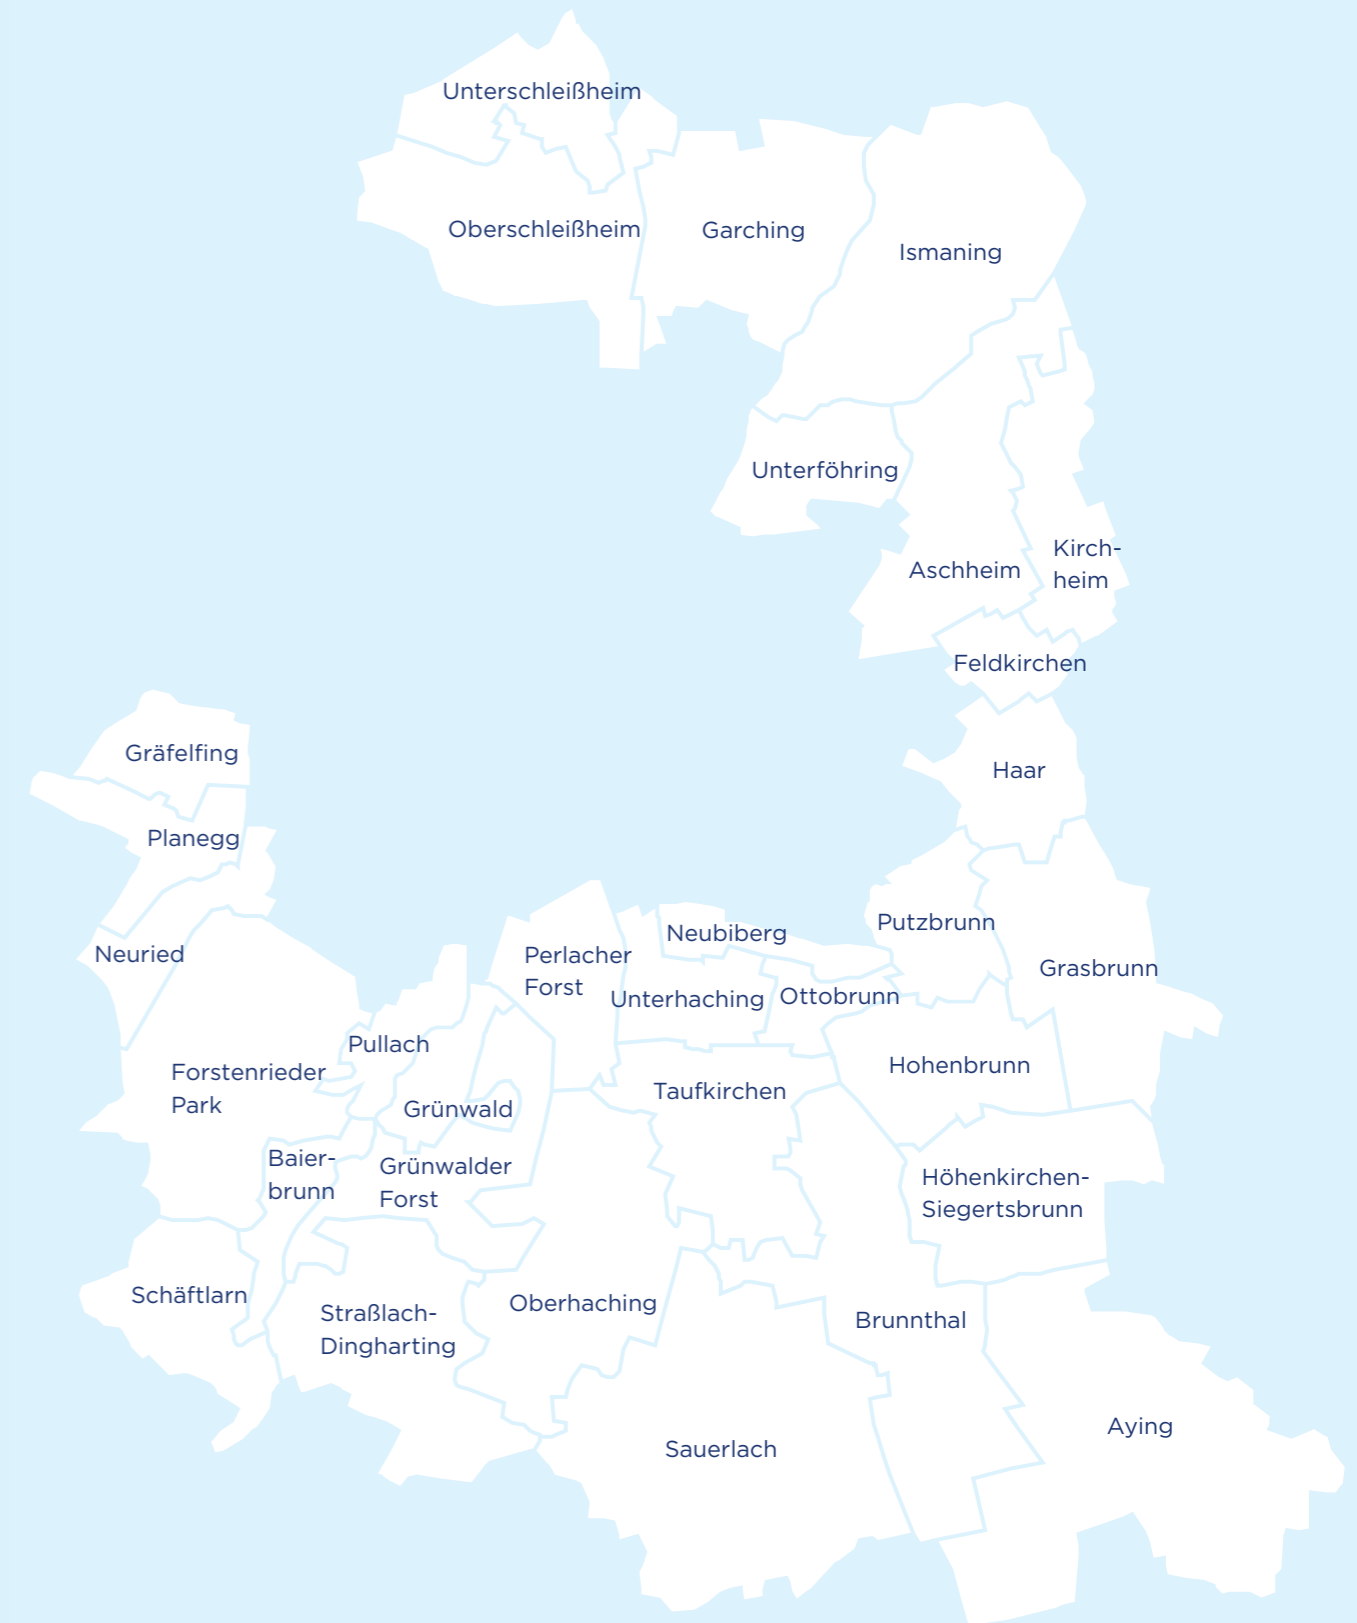 Unterschleißheim
Oberschleißheim
Garching
Ismaning
Unterföhring
Kirch-
heim
Aschheim
Feldkirchen
Gräfelfing
Haar
Planegg
Putzbrunn
Neubiberg
Neuried
Perlacher
Forst
Grasbrunn
Unterhaching
Ottobrunn
Pullach
Forstenrieder
Park
Hohenbrunn
Taufkirchen
Grünwald
Baier-
brunn
Grünwalder
Forst
Höhenkirchen-
Siegertsbrunn
Schäftlarn
Straßlach-
Dingharting
Oberhaching
Brunnthal
Aying
Sauerlach